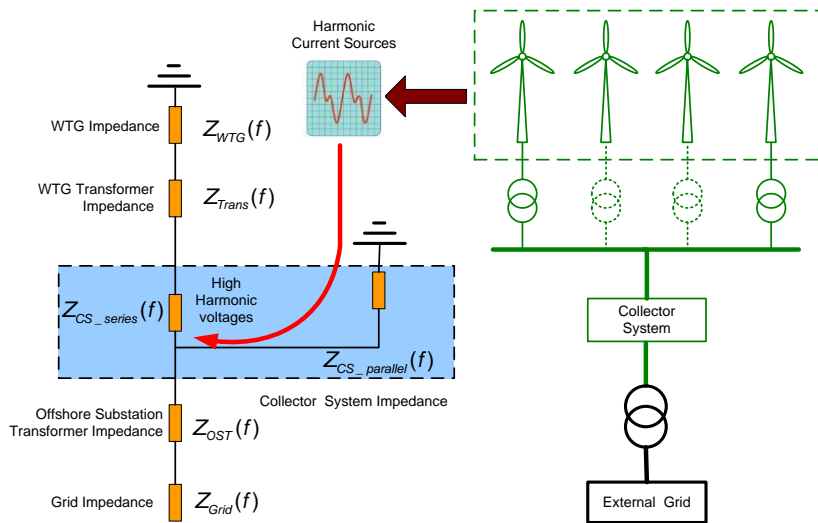 Harmonic
Current Sources
WTG Impedance
Z_WTG(f)
WTG Transformer
Impedance
Z_Trans(f)
High
Harmonic
voltages
Z_CS_series(f)
Z_CS_parallel(f)
Collector System Impedance
Offshore Substation
Transformer Impedance
Z_OST(f)
Grid Impedance
Z_Grid(f)
Collector
System
External Grid